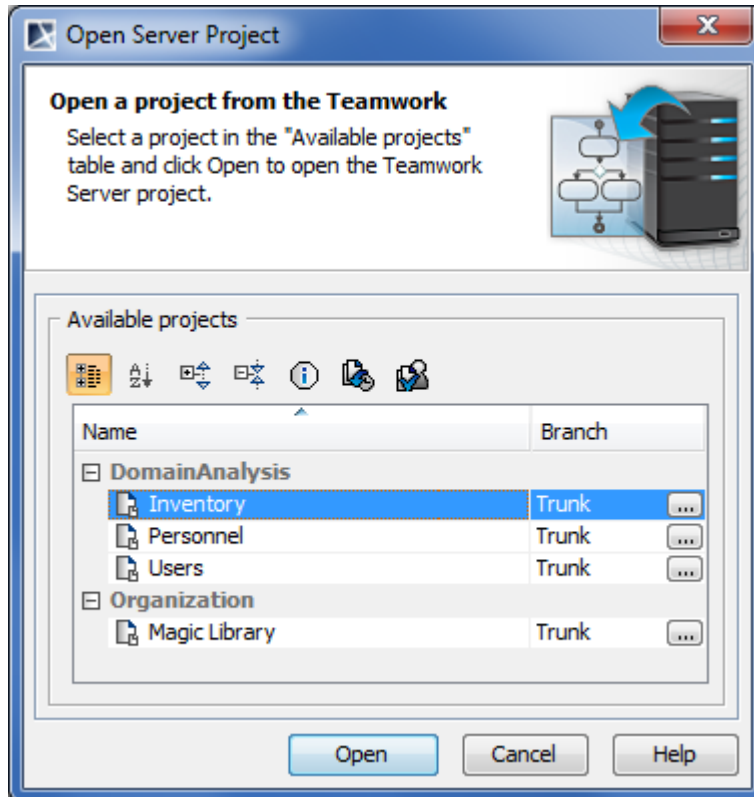 Open Server Project
Open a project from the Teamwork
Select a project in the "Available projects"
table and click Open to open the Teamwork
Server project.
Available projects
Name Branch
DomainAnalysis
Inventory Trunk ...
Personnel Trunk ...
Users Trunk ...
Organization
Magic Library Trunk ...
Open Cancel Help